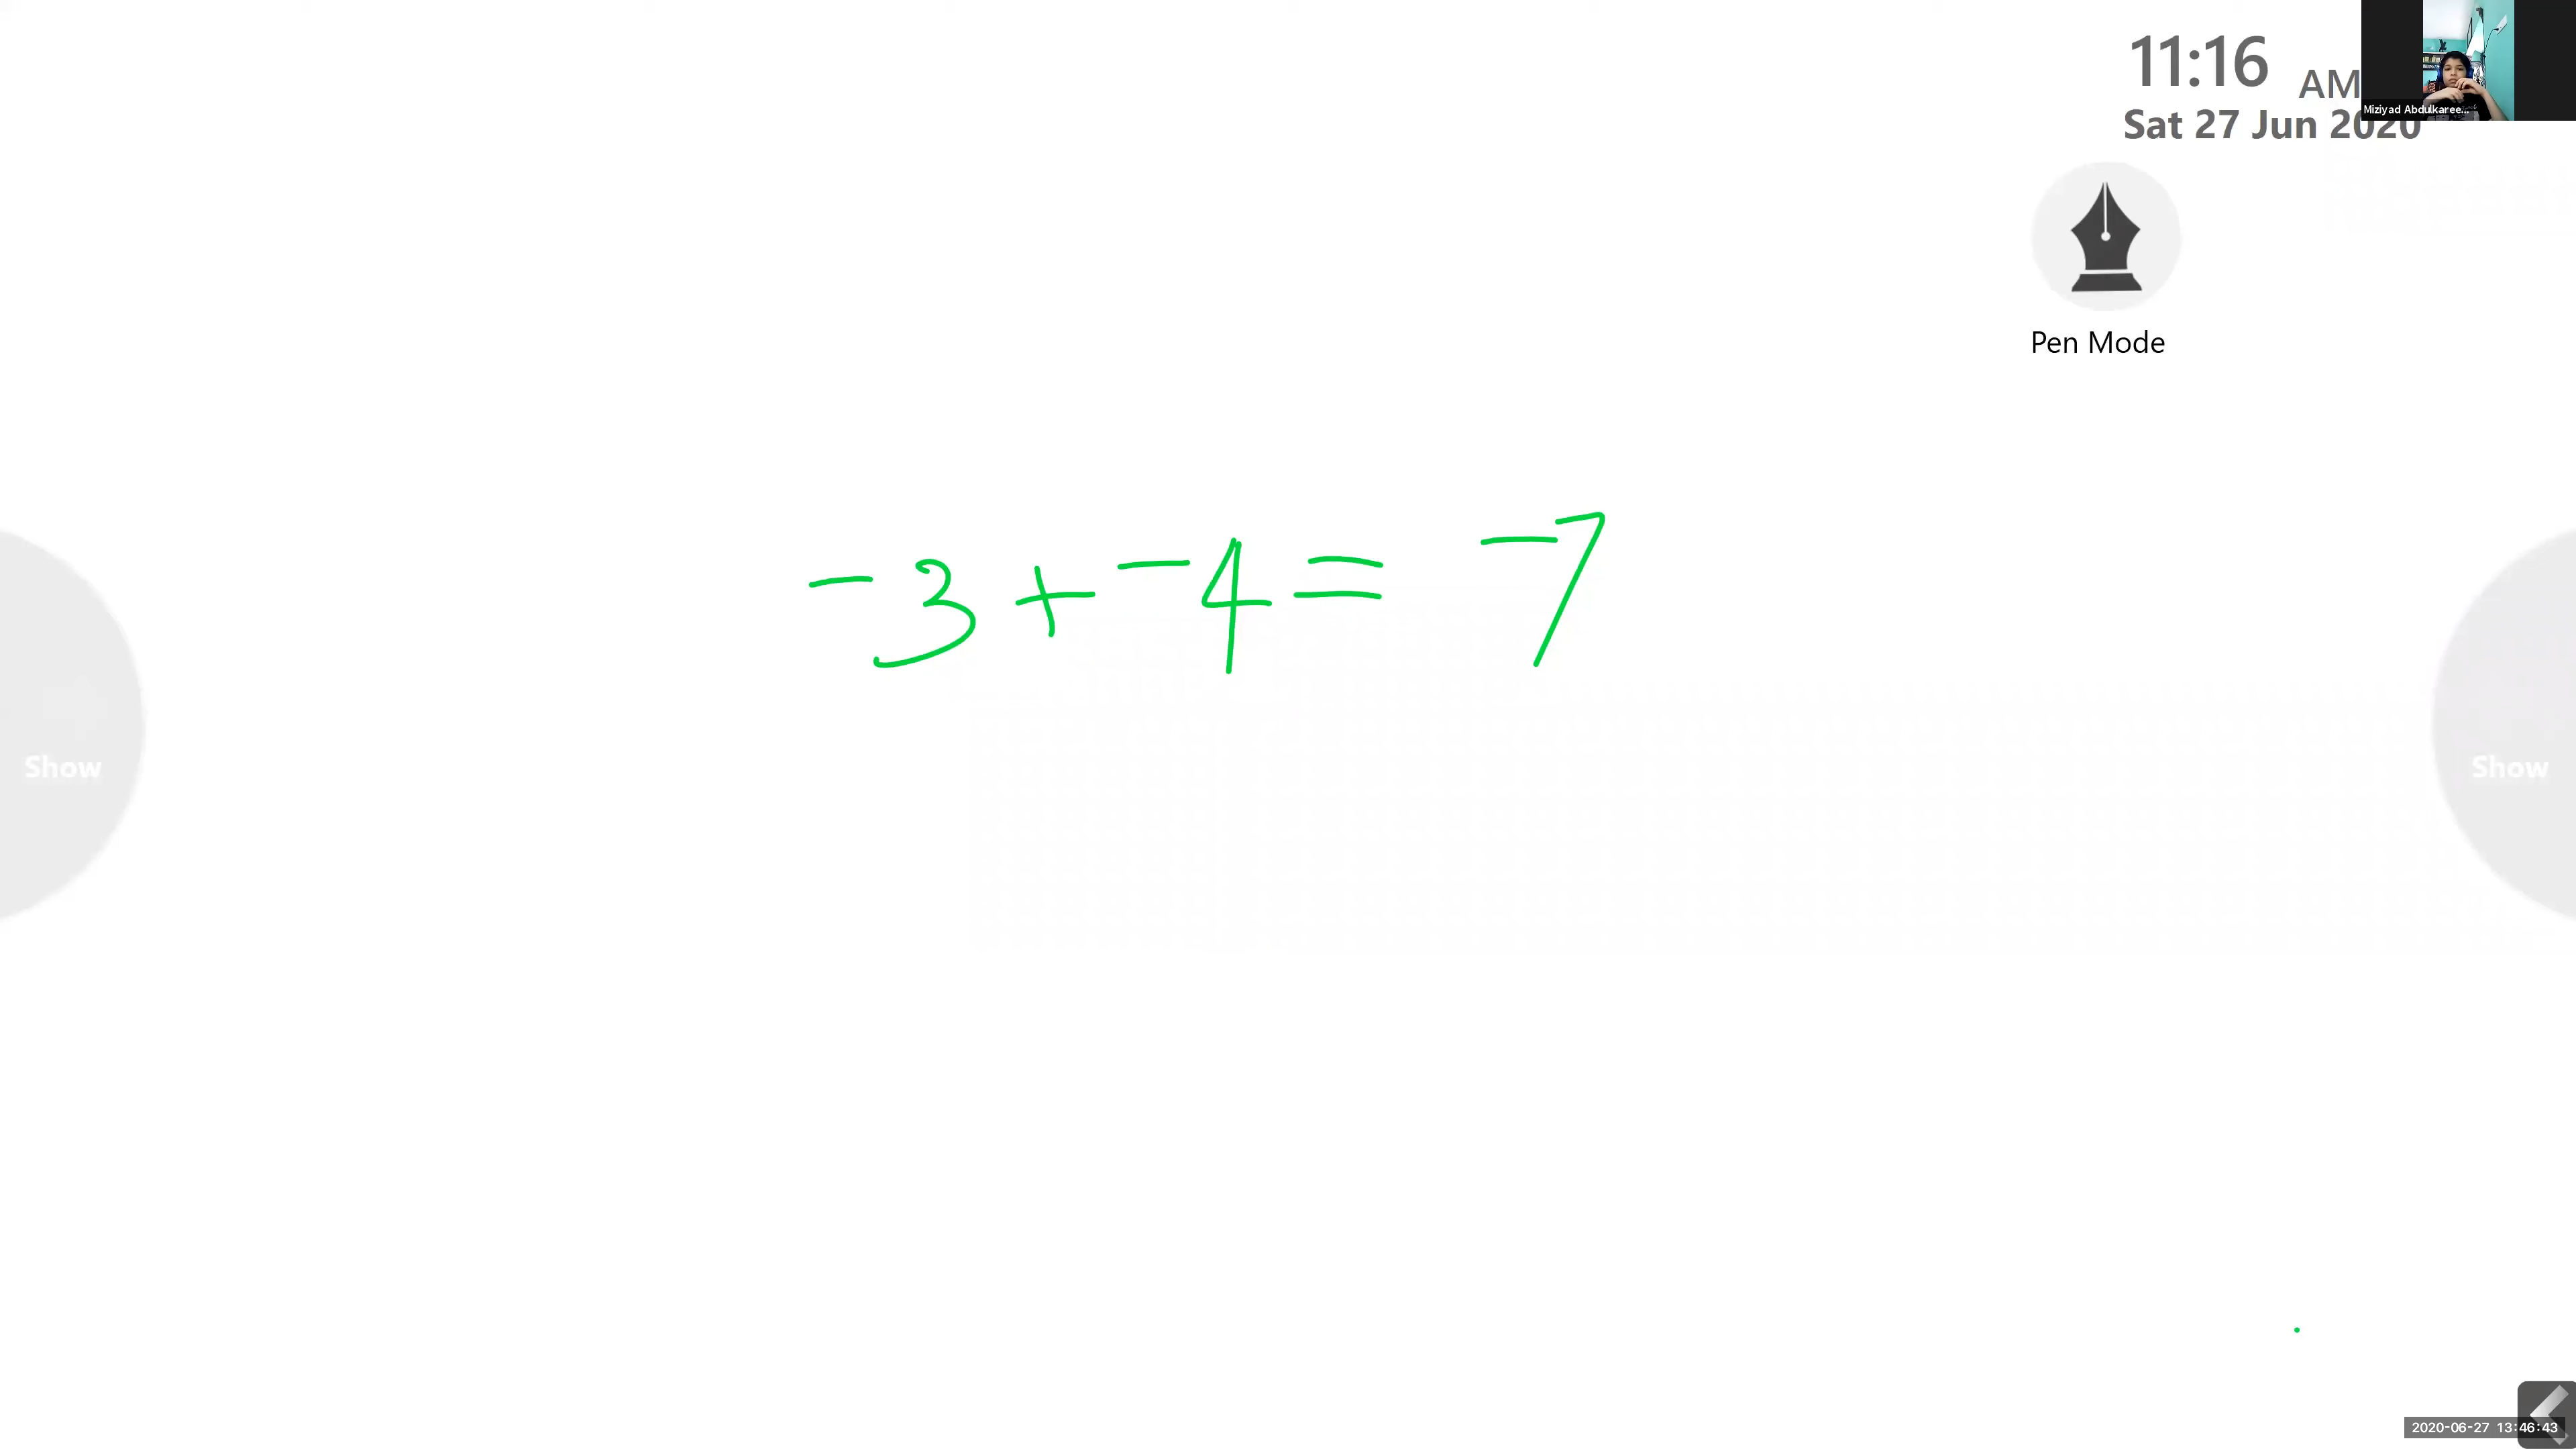 11:16 AM
Miziyad Abdulkaree...
Sat 27 Jun 2020
Pen Mode
-3 + -4 = -7
Show
Show
2020-06-27 13:46:43